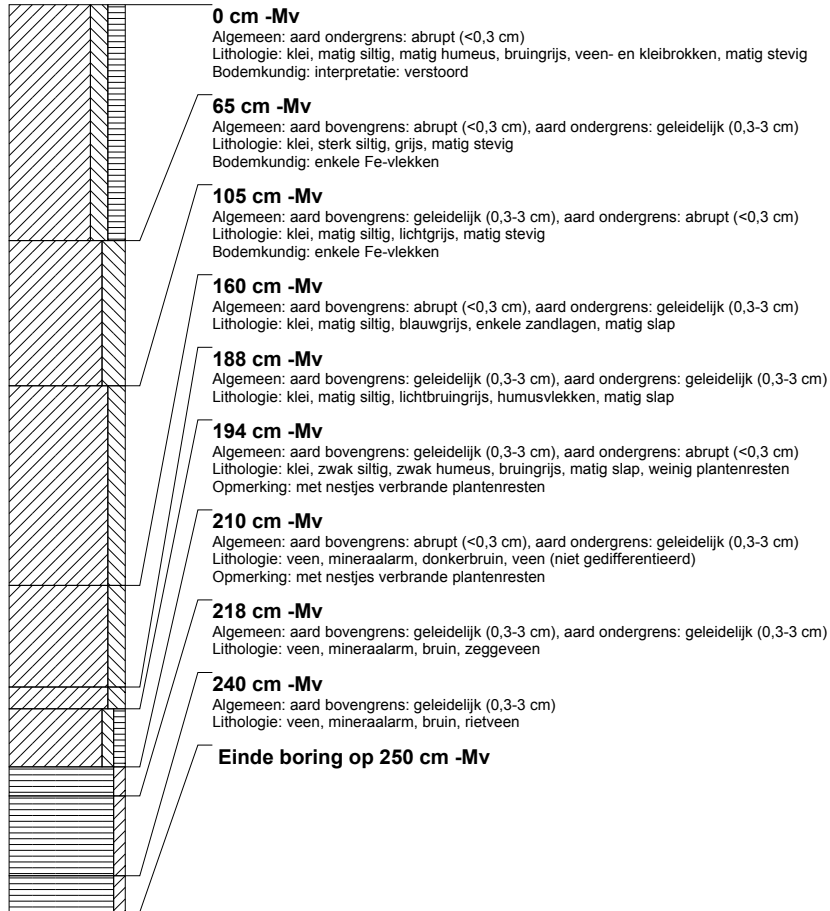 0 cm -Mv
Algemeen: aard ondergrens: abrupt (<0,3 cm)
Lithologie: klei, matig siltig, matig humeus, bruingrijs, veen- en kleibrokken, matig stevig
Bodemkundig: interpretatie: verstoord
65 cm -Mv
Algemeen: aard bovengrens: abrupt (<0,3 cm), aard ondergrens: geleidelijk (0,3-3 cm)
Lithologie: klei, sterk siltig, grijs, matig stevig
Bodemkundig: enkele Fe-vlekken
105 cm -Mv
Algemeen: aard bovengrens: geleidelijk (0,3-3 cm), aard ondergrens: abrupt (<0,3 cm)
Lithologie: klei, matig siltig, lichtgrijs, matig stevig
Bodemkundig: enkele Fe-vlekken
160 cm -Mv
Algemeen: aard bovengrens: abrupt (<0,3 cm), aard ondergrens: geleidelijk (0,3-3 cm)
Lithologie: klei, matig siltig, blauwgrijs, enkele zandlagen, matig slap
188 cm -Mv
Algemeen: aard bovengrens: geleidelijk (0,3-3 cm), aard ondergrens: geleidelijk (0,3-3 cm)
Lithologie: klei, matig siltig, lichtbruingrijs, humusvlekken, matig slap
194 cm -Mv
Algemeen: aard bovengrens: geleidelijk (0,3-3 cm), aard ondergrens: abrupt (<0,3 cm)
Lithologie: klei, zwak siltig, zwak humeus, bruingrijs, matig slap, weinig plantenresten
Opmerking: met nestjes verbrande plantenresten
210 cm -Mv
Algemeen: aard bovengrens: abrupt (<0,3 cm), aard ondergrens: geleidelijk (0,3-3 cm)
Lithologie: veen, mineraalarm, donkerbruin, veen (niet gedifferentieerd)
Opmerking: met nestjes verbrande plantenresten
218 cm -Mv
Algemeen: aard bovengrens: geleidelijk (0,3-3 cm), aard ondergrens: geleidelijk (0,3-3 cm)
Lithologie: veen, mineraalarm, bruin, zeggeveen
240 cm -Mv
Algemeen: aard bovengrens: geleidelijk (0,3-3 cm)
Lithologie: veen, mineraalarm, bruin, rietveen
Einde boring op 250 cm -Mv